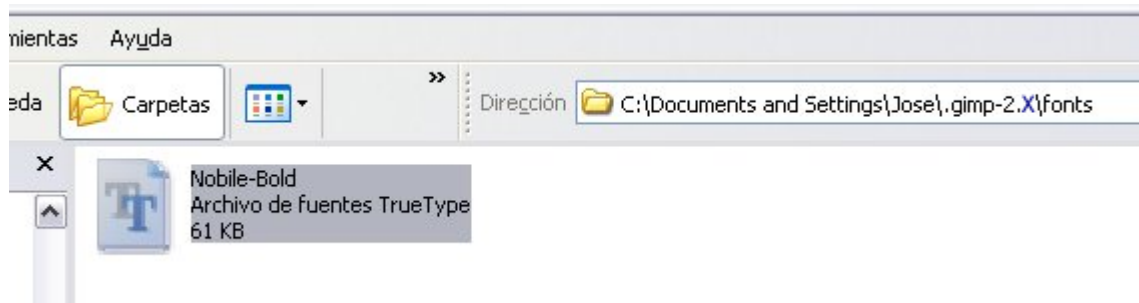 mientas Ayuda
eda Carpetas » Dirección C:\Documents and Settings\Jose\.gimp-2.X\fonts
Nobile-Bold
Archivo de fuentes TrueType
61 KB